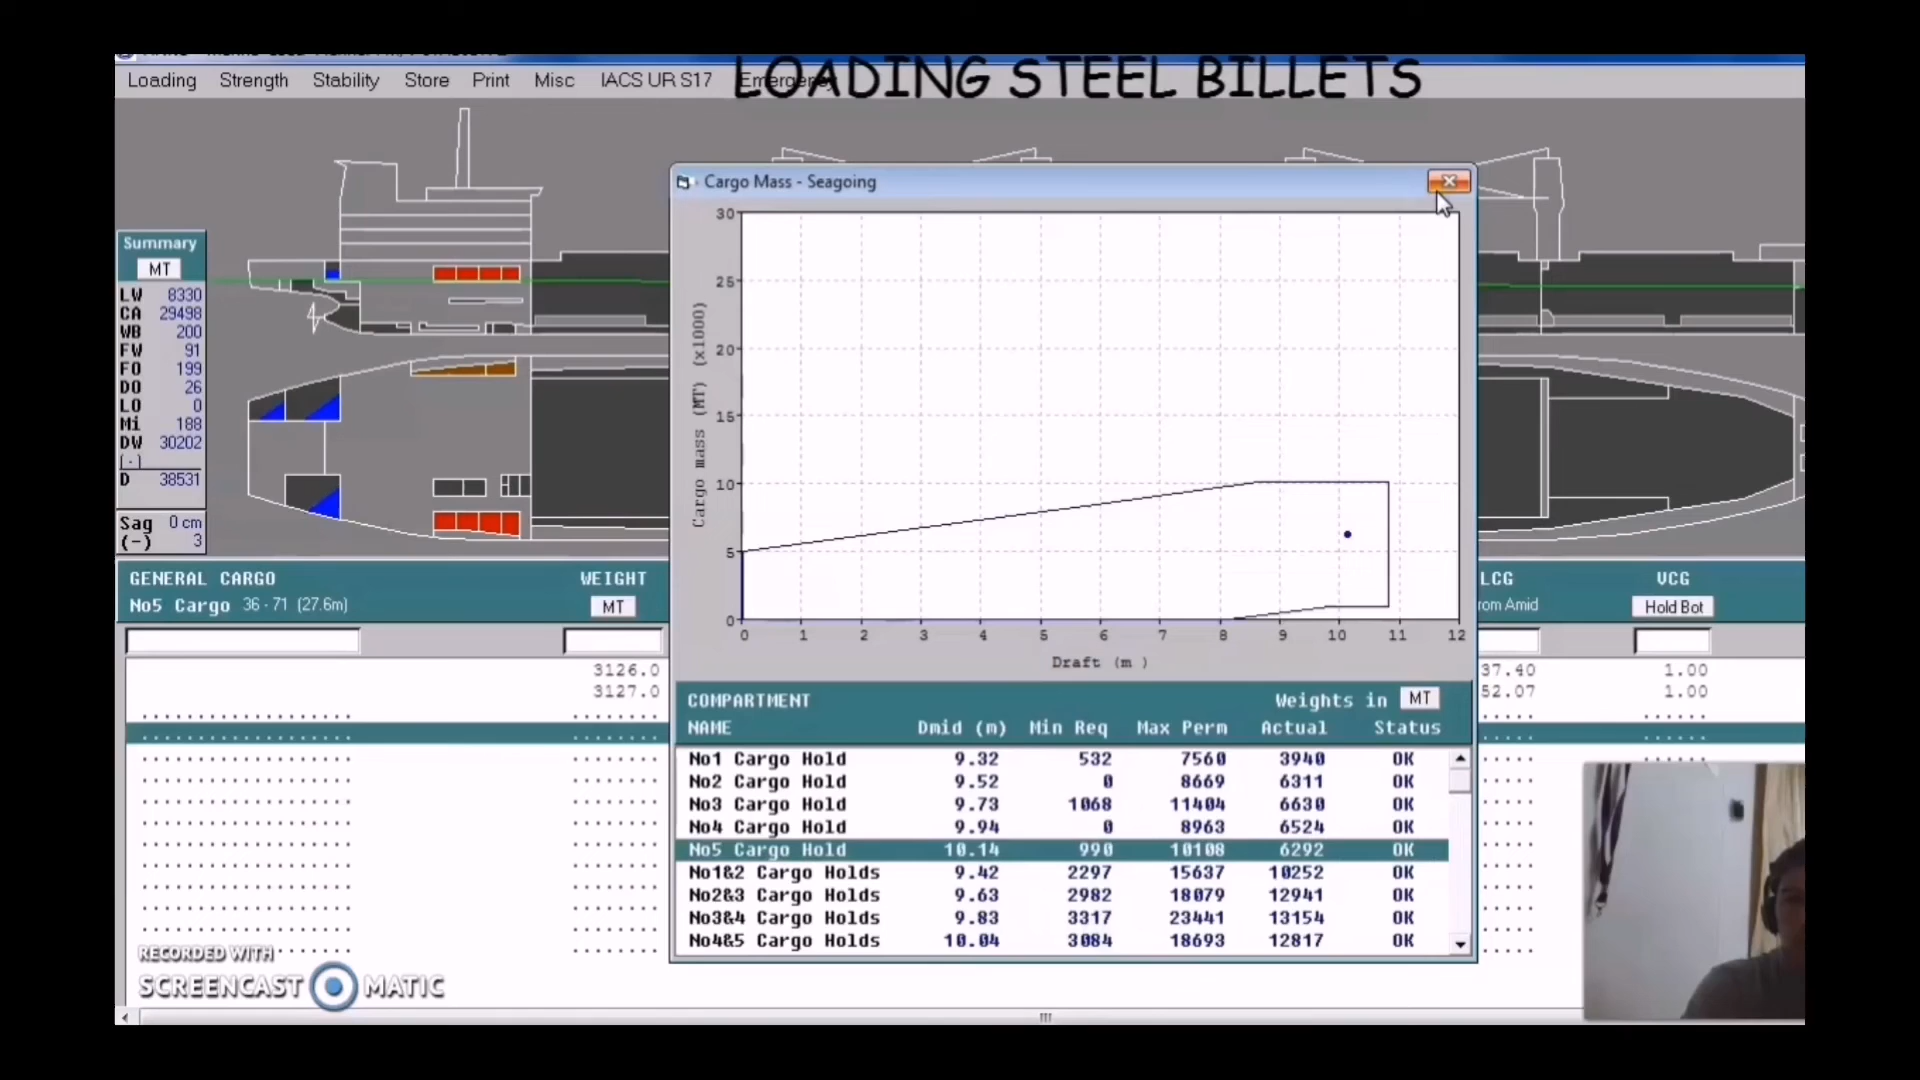 LOADING STEEL BILLETS
Loading Strength Stability Store Print Misc IACS UR S17 Emergency
Cargo Mass - Seagoing
Summary
MT
LW 8330
CA 29498
WB 200
FW 91
FO 199
DO 26
LO 0
Mi 188
DW 30202
(-)
D 38531
Sag 0 cm
(-) 3
30
25
20
15
10
5
0
Cargo mass (MT) (x1000)
0 1 2 3 4 5 6 7 8 9 10 11 12
Draft (m )
GENERAL CARGO WEIGHT LCG VCG
No5 Cargo 36 - 71 (27.6m) MT rom Amid Hold Bot
3126.0 37.40 1.00
3127.0 52.07 1.00
COMPARTMENT Weights in MT
NAME Dmid (m) Min Req Max Perm Actual Status
No1 Cargo Hold 9.32 532 7560 3940 OK
No2 Cargo Hold 9.52 0 8669 6311 OK
No3 Cargo Hold 9.73 1068 11404 6630 OK
No4 Cargo Hold 9.94 0 8963 6524 OK
No5 Cargo Hold 10.14 990 10108 6292 OK
No1&2 Cargo Holds 9.42 2297 15637 10252 OK
No2&3 Cargo Holds 9.63 2982 18079 12941 OK
No3&4 Cargo Holds 9.83 3317 23441 13154 OK
No4&5 Cargo Holds 10.04 3084 18693 12817 OK
RECORDED WITH
SCREENCAST MATIC